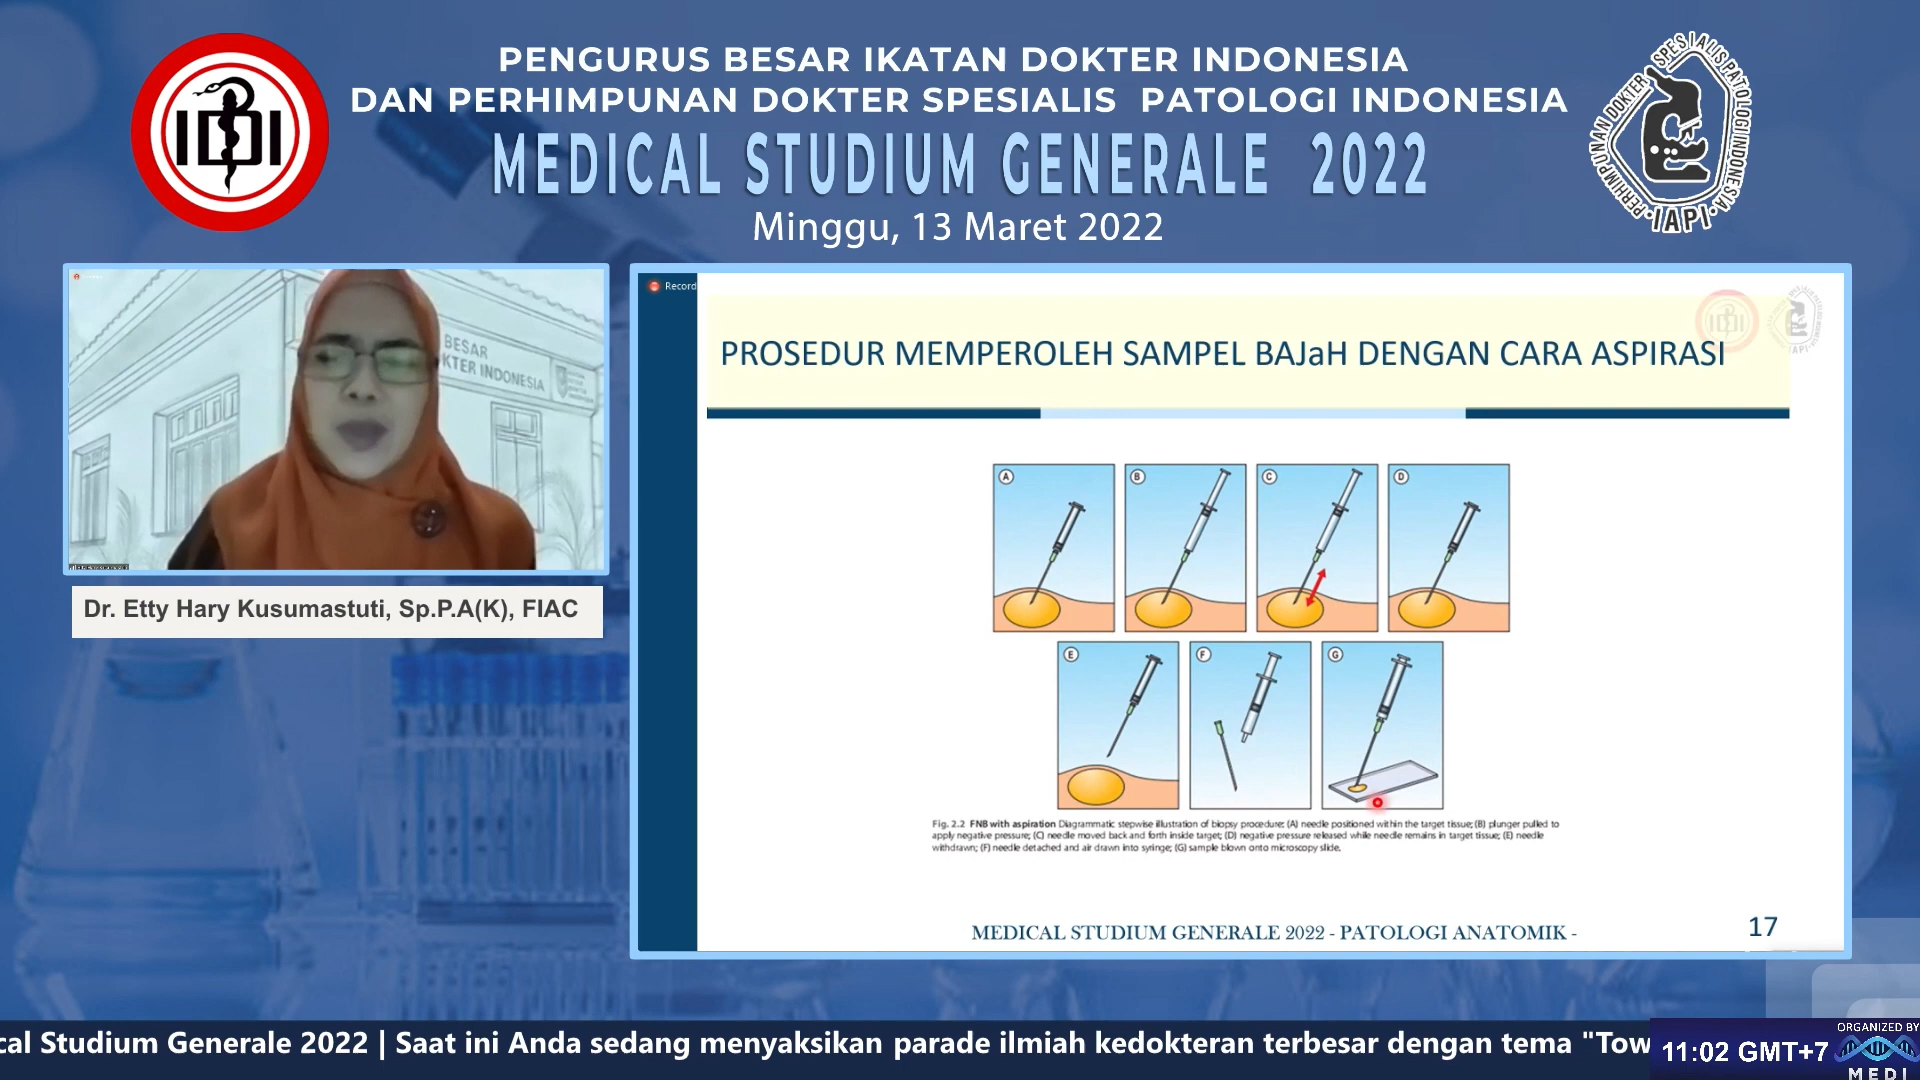 PENGURUS BESAR IKATAN DOKTER INDONESIA
DAN PERHIMPUNAN DOKTER SPESIALIS PATOLOGI INDONESIA
MEDICAL STUDIUM GENERALE 2022
Minggu, 13 Maret 2022
IDI
PERHIMPUNAN DOKTER SPESIALIS PATOLOGI INDONESIA
• IAPI •
BESAR
KTER INDONESIA
Dr. Etty Hary Kusumastuti, Sp.P.A(K), FIAC
Record
PROSEDUR MEMPEROLEH SAMPEL BAJaH DENGAN CARA ASPIRASI
A
B
C
D
E
F
G
Fig. 2.2 FNB with aspiration Diagrammatic stepwise illustration of biopsy procedure; (A) needle positioned within the target tissue; (B) plunger pulled to
apply negative pressure; (C) needle moved back and forth inside target; (D) negative pressure released while needle remains in target tissue; (E) needle
withdrawn; (F) needle detached and air drawn into syringe; (G) sample blown onto microscopy slide.
MEDICAL STUDIUM GENERALE 2022 - PATOLOGI ANATOMIK -
17
cal Studium Generale 2022 | Saat ini Anda sedang menyaksikan parade ilmiah kedokteran terbesar dengan tema "Tow
11:02 GMT+7
ORGANIZED BY
MEDI